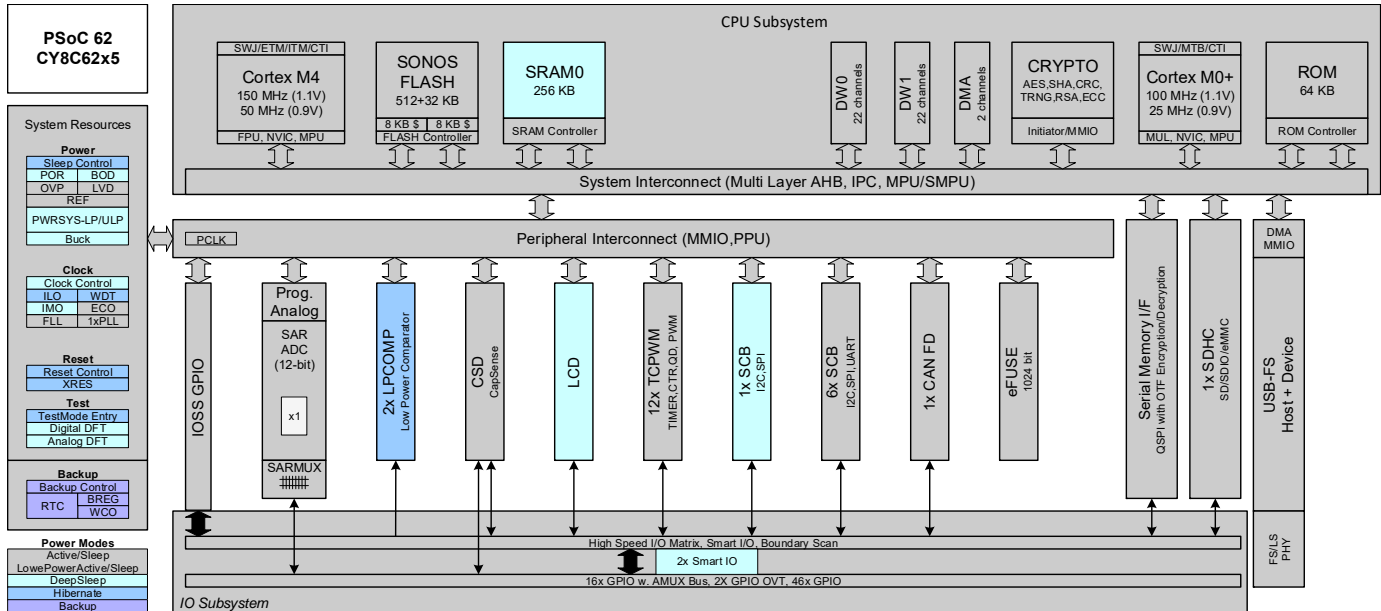 PSoC 62
CY8C62x5
System Resources
Power
Sleep Control
POR BOD
OVP LVD
REF
PWRSYS-LP/ULP
Buck
Clock
Clock Control
ILO WDT
IMO ECO
FLL 1xPLL
Reset
Reset Control
XRES
Test
TestMode Entry
Digital DFT
Analog DFT
Backup
Backup Control
RTC BREG
WCO
Power Modes
Active/Sleep
LowePowerActive/Sleep
DeepSleep
Hibernate
Backup
CPU Subsystem
SWJ/ETM/ITM/CTI
Cortex M4
150 MHz (1.1V)
50 MHz (0.9V)
FPU, NVIC, MPU
SONOS
FLASH
512+32 KB
8 KB $ 8 KB $
FLASH Controller
SRAM0
256 KB
SRAM Controller
DW0
22 channels
DW1
22 channels
DMA
2 channels
CRYPTO
AES,SHA,CRC,
TRNG,RSA,ECC
Initiator/MMIO
SWJ/MTB/CTI
Cortex M0+
100 MHz (1.1V)
25 MHz (0.9V)
MUL, NVIC, MPU
ROM
64 KB
ROM Controller
System Interconnect (Multi Layer AHB, IPC, MPU/SMPU)
PCLK
Peripheral Interconnect (MMIO,PPU)
IOSS GPIO
Prog.
Analog
SAR
ADC
(12-bit)
x1
SARMUX
2x LPCOMP
Low Power Comparator
CSD
CapSense
LCD
12x TCPWM
TIMER,CTR,QD, PWM
1x SCB
I2C,SPI
6x SCB
I2C,SPI,UART
1x CAN FD
eFUSE
1024 bit
Serial Memory I/F
QSPI with OTF Encryption/Decryption
1x SDHC
SD/SDIO/eMMC
DMA
MMIO
USB-FS
Host + Device
FS/LS
PHY
High Speed I/O Matrix, Smart I/O, Boundary Scan
2x Smart IO
16x GPIO w. AMUX Bus, 2X GPIO OVT, 46x GPIO
IO Subsystem